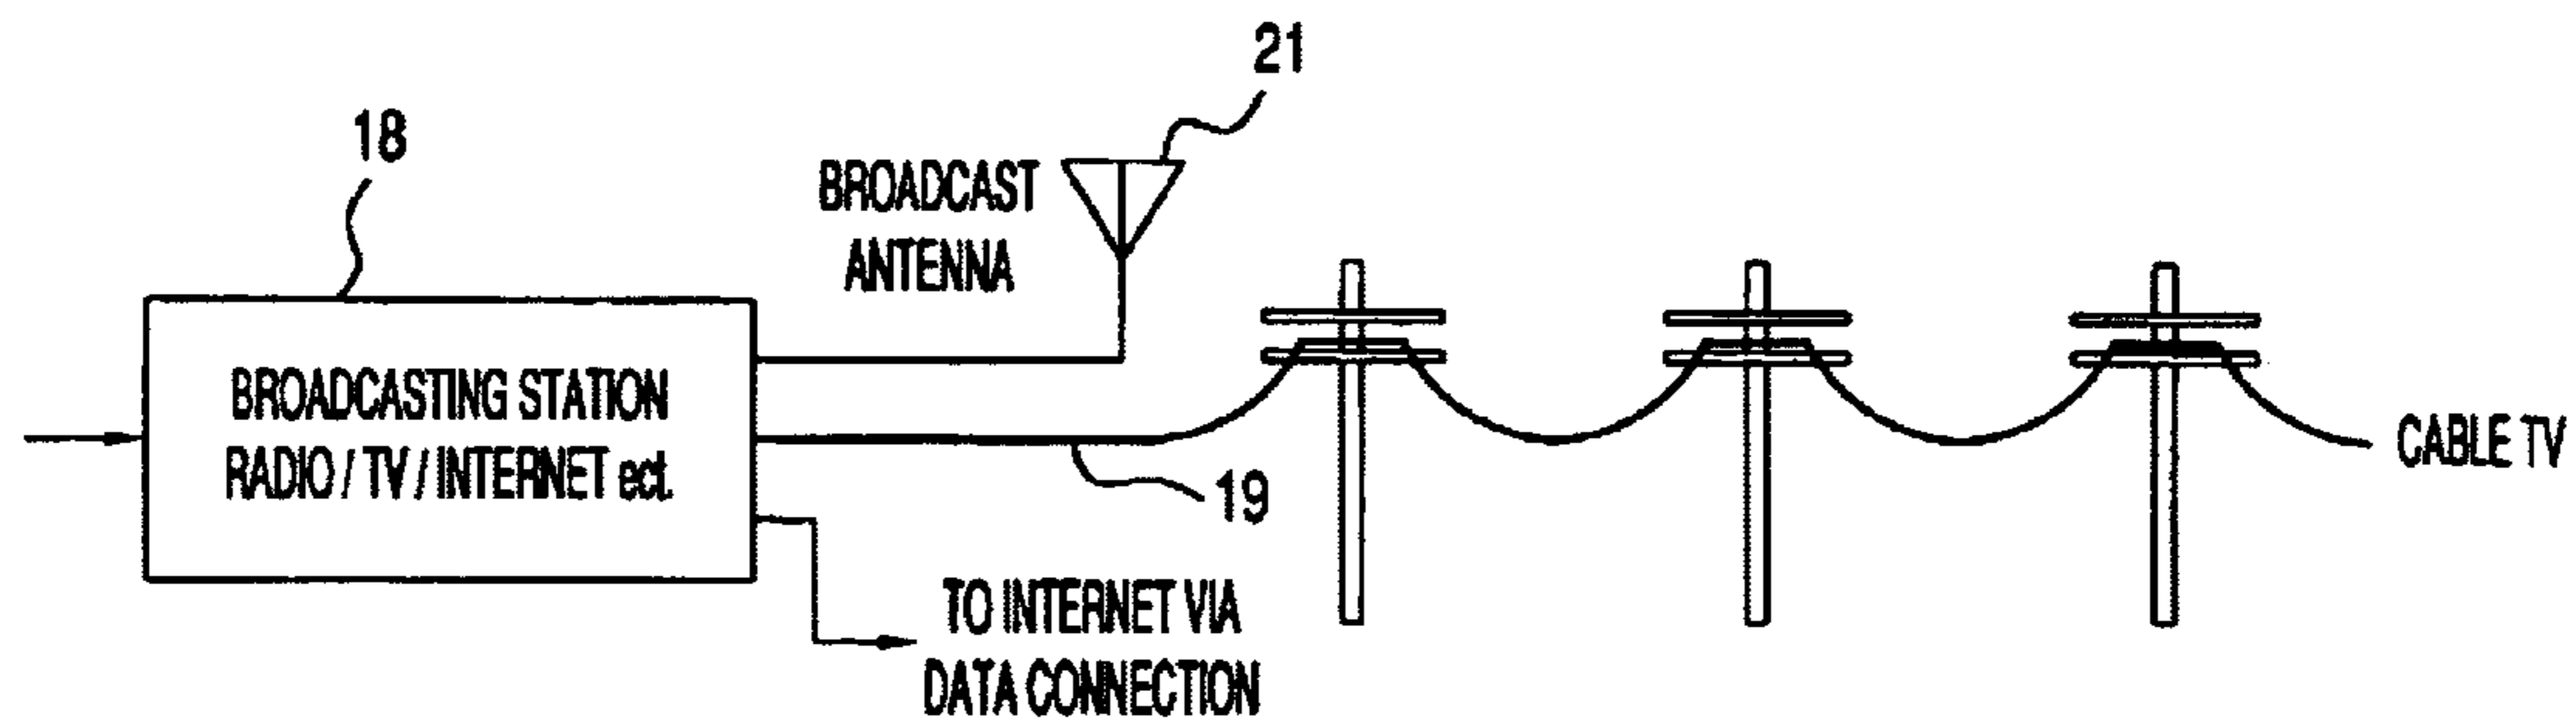 21
18
BROADCAST
ANTENNA
BROADCASTING STATION
RADIO / TV / INTERNET ect.
CABLE TV
19
TO INTERNET VIA
DATA CONNECTION